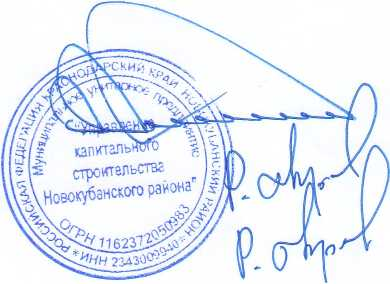 РОССИЙСКАЯ ФЕДЕРАЦИЯ КРАСНОДАРСКИЙ КРАЙ НОВОКУБАНСКИЙ РАЙОН
Муниципальное унитарное предприятие
"Управление
капитального
строительства
Новокубанского района"
ОГРН 1162372050983
* ИНН 2343009940 *